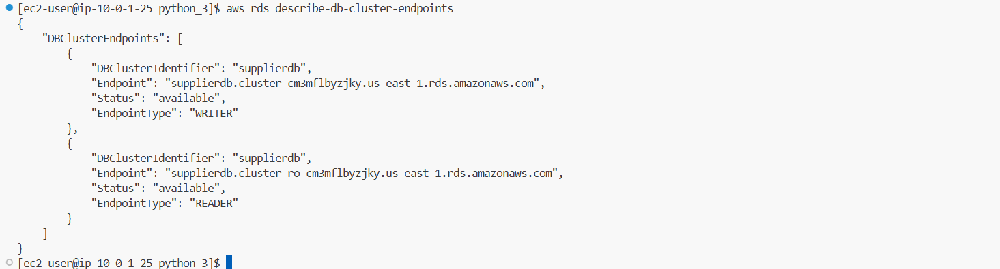 [ec2-user@ip-10-0-1-25 python_3]$ aws rds describe-db-cluster-endpoints
{
    "DBClusterEndpoints": [
        {
            "DBClusterIdentifier": "supplierdb",
            "Endpoint": "supplierdb.cluster-cm3mflbyzjky.us-east-1.rds.amazonaws.com",
            "Status": "available",
            "EndpointType": "WRITER"
        },
        {
            "DBClusterIdentifier": "supplierdb",
            "Endpoint": "supplierdb.cluster-ro-cm3mflbyzjky.us-east-1.rds.amazonaws.com",
            "Status": "available",
            "EndpointType": "READER"
        }
    ]
}
[ec2-user@ip-10-0-1-25 python 3]$